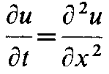 ∂u/∂t = ∂²u/∂x²